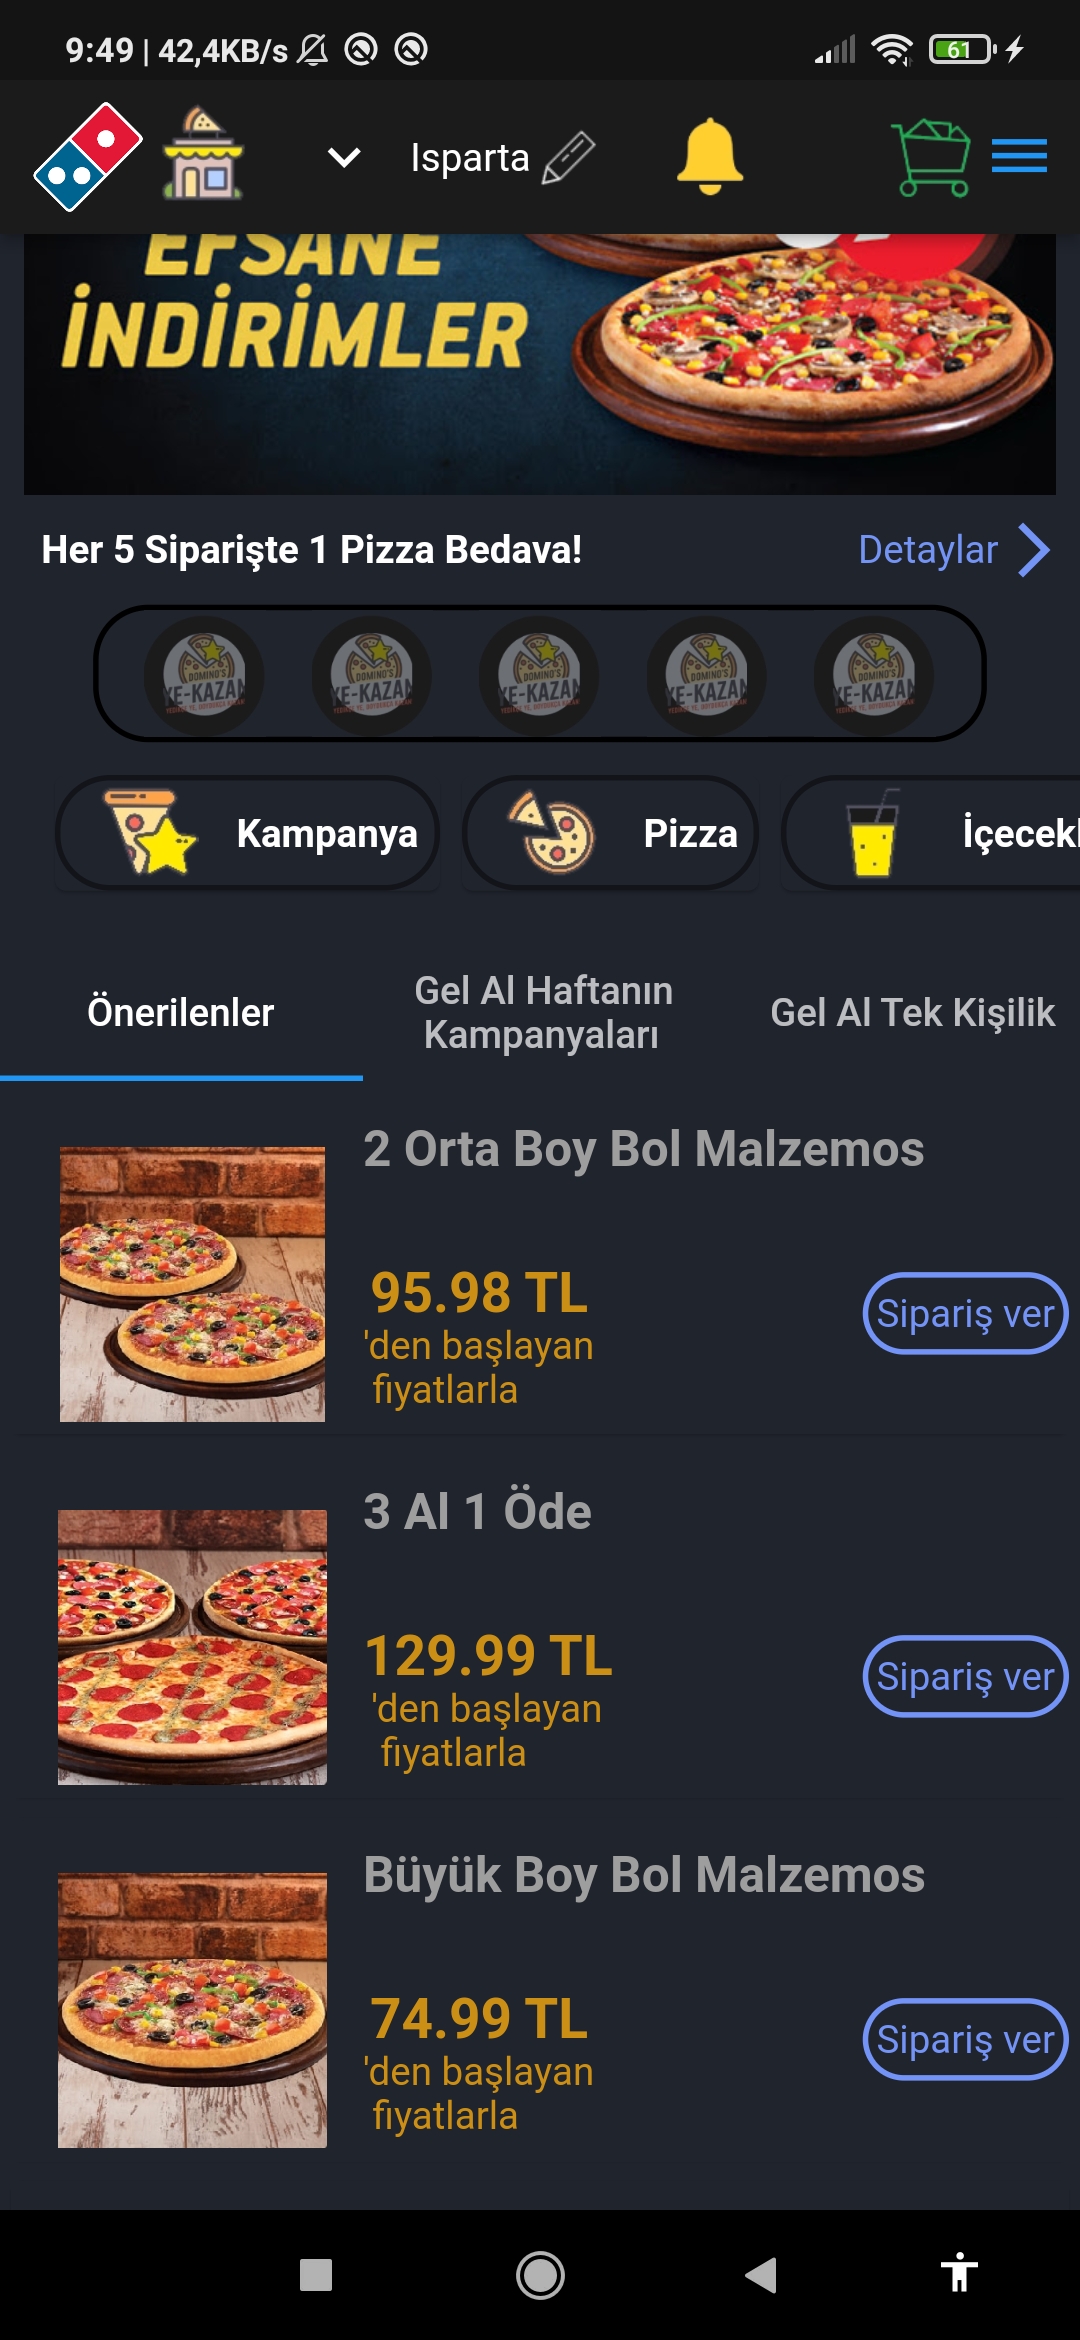 9:49 | 42,4KB/s
61
Isparta
EFSANE
İNDİRİMLER
Her 5 Siparişte 1 Pizza Bedava!
Detaylar
DOMINO'S
YE-KAZAN
DOMINO'S
YE-KAZAN
DOMINO'S
YE-KAZAN
DOMINO'S
YE-KAZAN
DOMINO'S
YE-KAZAN
Kampanya
Pizza
İçecekl
Önerilenler
Gel Al Haftanın
Kampanyaları
Gel Al Tek Kişilik
2 Orta Boy Bol Malzemos
95.98 TL
'den başlayan
fiyatlarla
Sipariş ver
3 Al 1 Öde
129.99 TL
'den başlayan
fiyatlarla
Sipariş ver
Büyük Boy Bol Malzemos
74.99 TL
'den başlayan
fiyatlarla
Sipariş ver